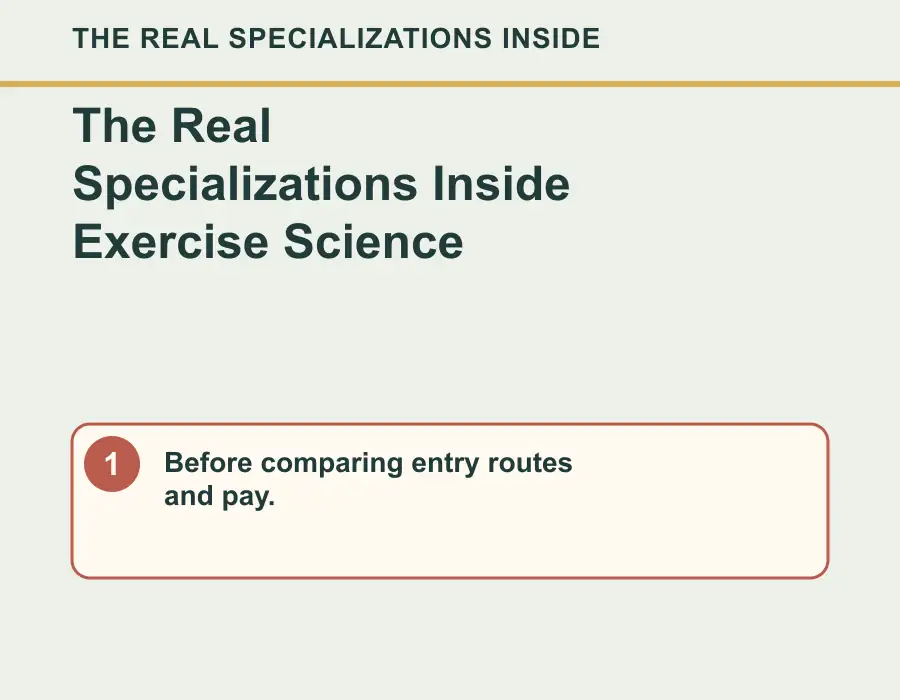 THE REAL SPECIALIZATIONS INSIDE
The Real
Specializations Inside
Exercise Science
1
Before comparing entry routes
and pay.